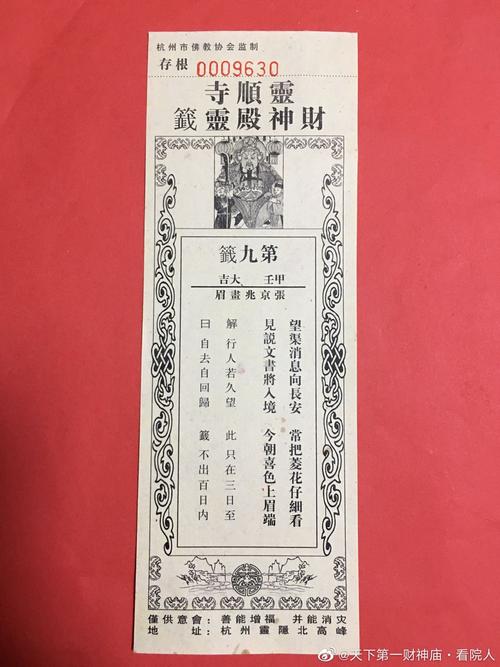 杭州市佛教协会监制
存根 0009630
靈順寺
財神殿靈籤
第九籤
甲壬 大吉
張京兆畫眉
望渠消息向長安 常把菱花仔細看
見説文書將入境 今朝喜色上眉端
解 行人若久望 此 只在三日至
曰 自去自回歸 籤 不出百日内
僅供意會：善能增福 并能消灾
地址：杭州靈隱北高峰
@天下第一财神庙·看院人